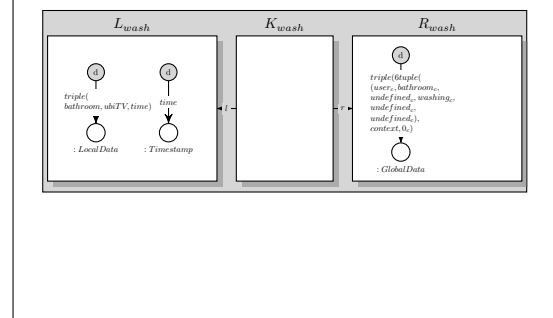 L_wash K_wash R_wash
d d d
triple(
bathroom, ubiTV, time)
time
: LocalData : Timestamp
l r
triple(6tuple(
(user_c, bathroom_c,
undefined_c, washing_c,
undefined_c,
undefined_c),
context, 0_c)
: GlobalData